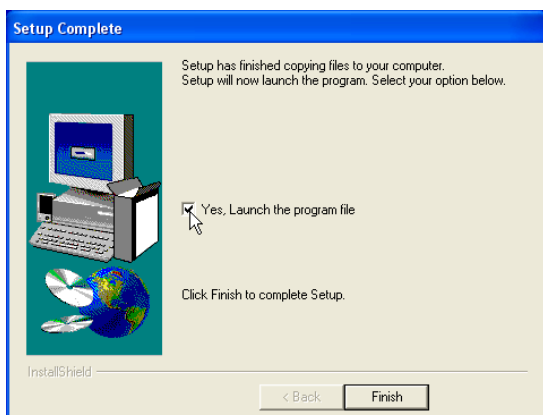 Setup Complete
Setup has finished copying files to your computer.
Setup will now launch the program. Select your option below.
Yes, Launch the program file
Click Finish to complete Setup.
InstallShield
< Back
Finish